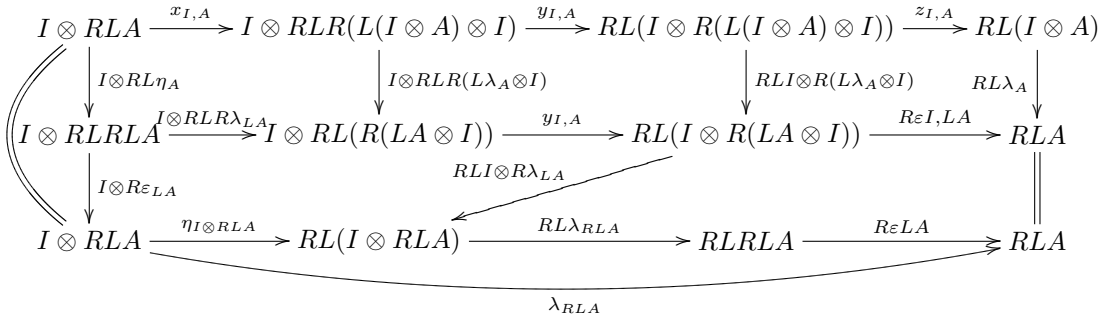 x_{I,A} y_{I,A} z_{I,A}
I ⊗ RLA I ⊗ RLR(L(I ⊗ A) ⊗ I) RL(I ⊗ R(L(I ⊗ A) ⊗ I)) RL(I ⊗ A)
I⊗RLη_A I⊗RLR(Lλ_A⊗I) RLI⊗R(Lλ_A⊗I) RLλ_A
I⊗RLRλ_{LA} y_{I,A} RεI,LA
I ⊗ RLRLA I ⊗ RL(R(LA ⊗ I)) RL(I ⊗ R(LA ⊗ I)) RLA
I⊗Rε_{LA} RLI⊗Rλ_{LA}
η_{I⊗RLA} RLλ_{RLA} RεLA
I ⊗ RLA RL(I ⊗ RLA) RLRLA RLA
λ_{RLA}